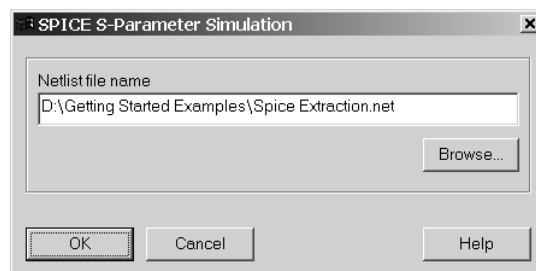 SPICE S-Parameter Simulation
Netlist file name
D:\Getting Started Examples\Spice Extraction.net
Browse...
OK
Cancel
Help